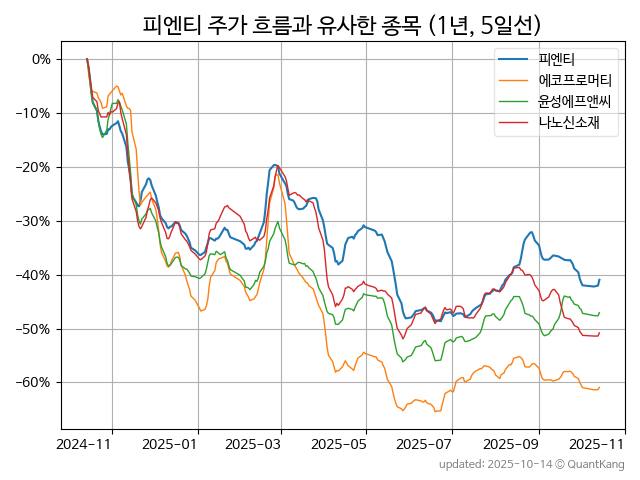 피엔티 주가 흐름과 유사한 종목 (1년, 5일선)
피엔티
에코프로머티
윤성에프앤씨
나노신소재
0%
−10%
−20%
−30%
−40%
−50%
−60%
2024-11 2025-01 2025-03 2025-05 2025-07 2025-09 2025-11
updated: 2025-10-14 © QuantKang